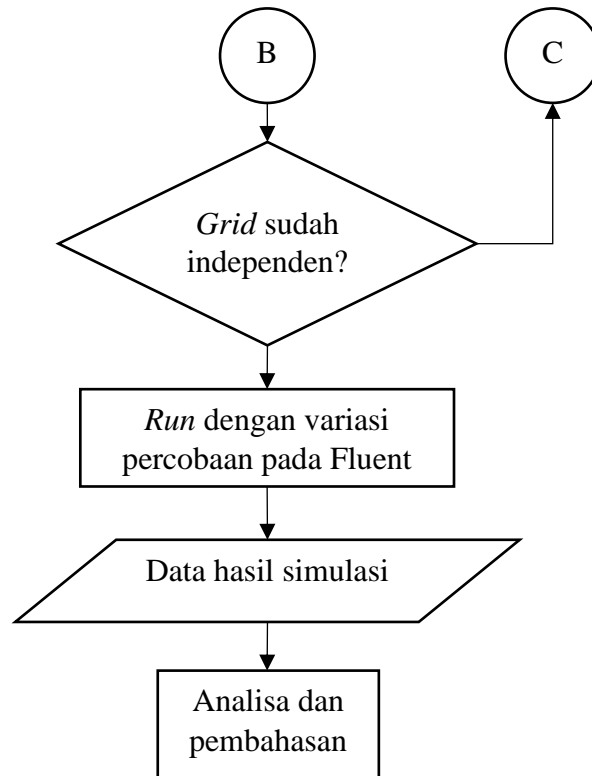 B
C
Grid sudah
independen?
Run dengan variasi
percobaan pada Fluent
Data hasil simulasi
Analisa dan
pembahasan